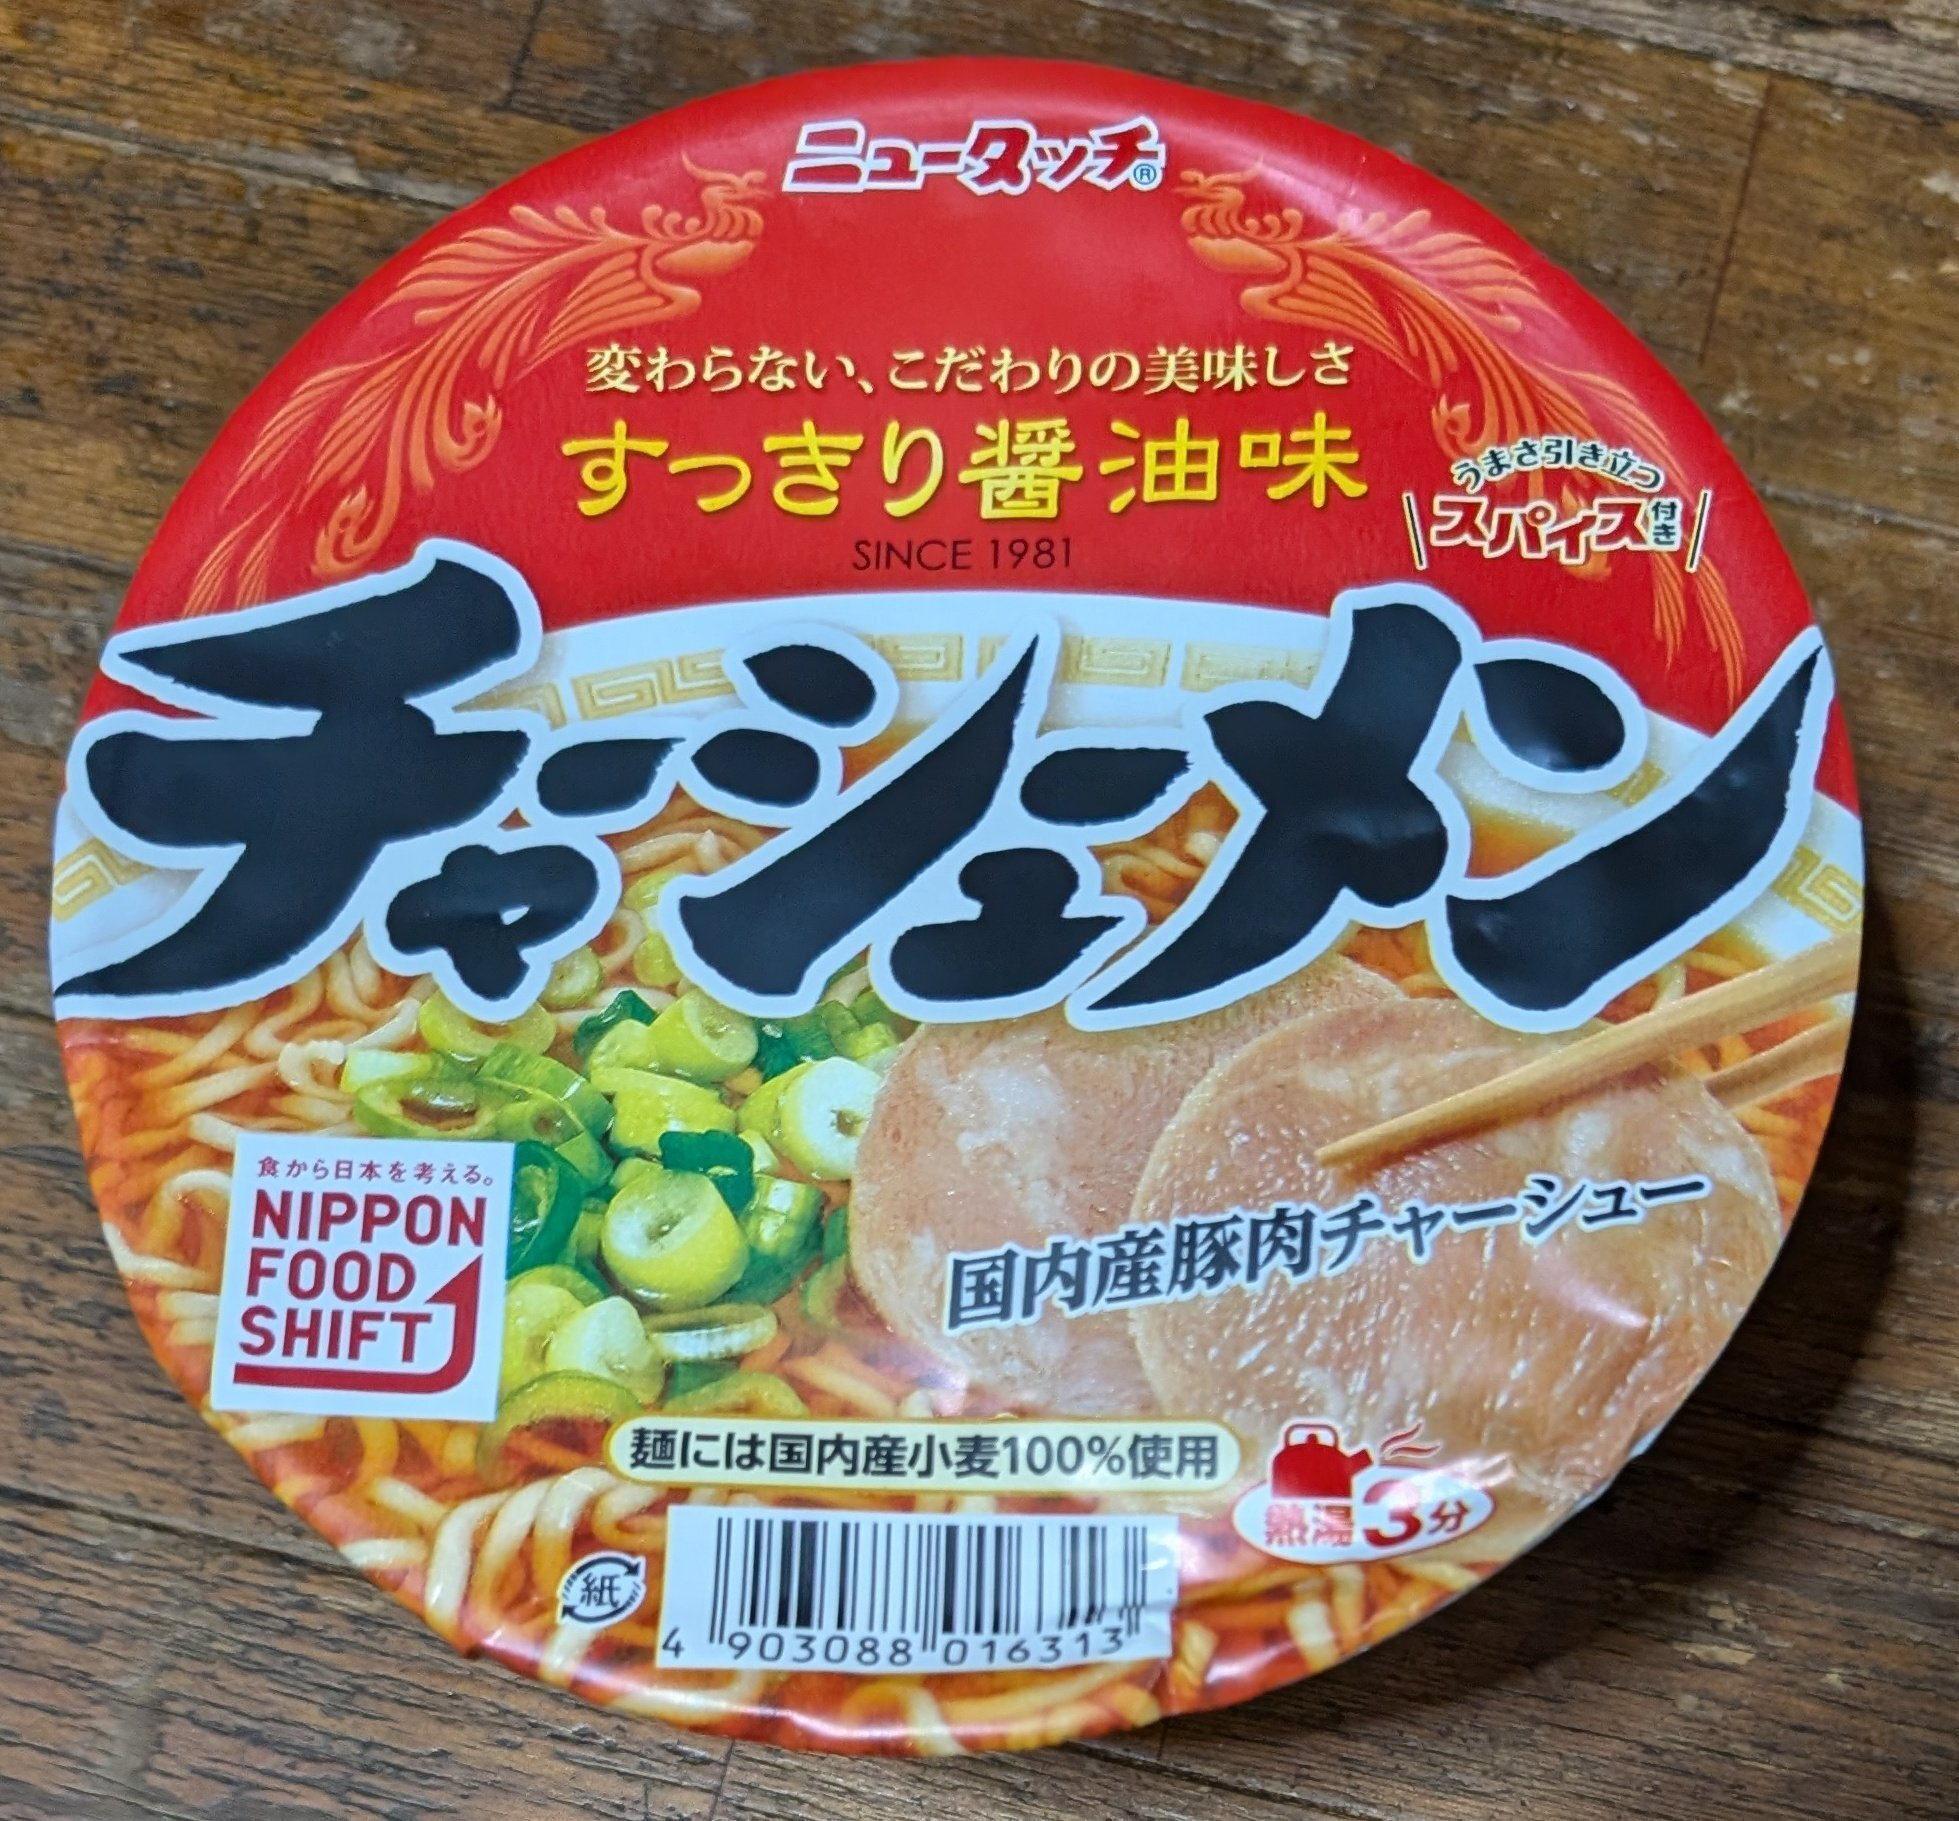 ニュータッチ®
変わらない、こだわりの美味しさ
すっきり醤油味
SINCE 1981
うまさ引き立つ
スパイス付き
チャーシューメン
食から日本を考える。
NIPPON
FOOD
SHIFT
国内産豚肉チャーシュー
麺には国内産小麦100%使用
熱湯3分
紙
4 903088 016313